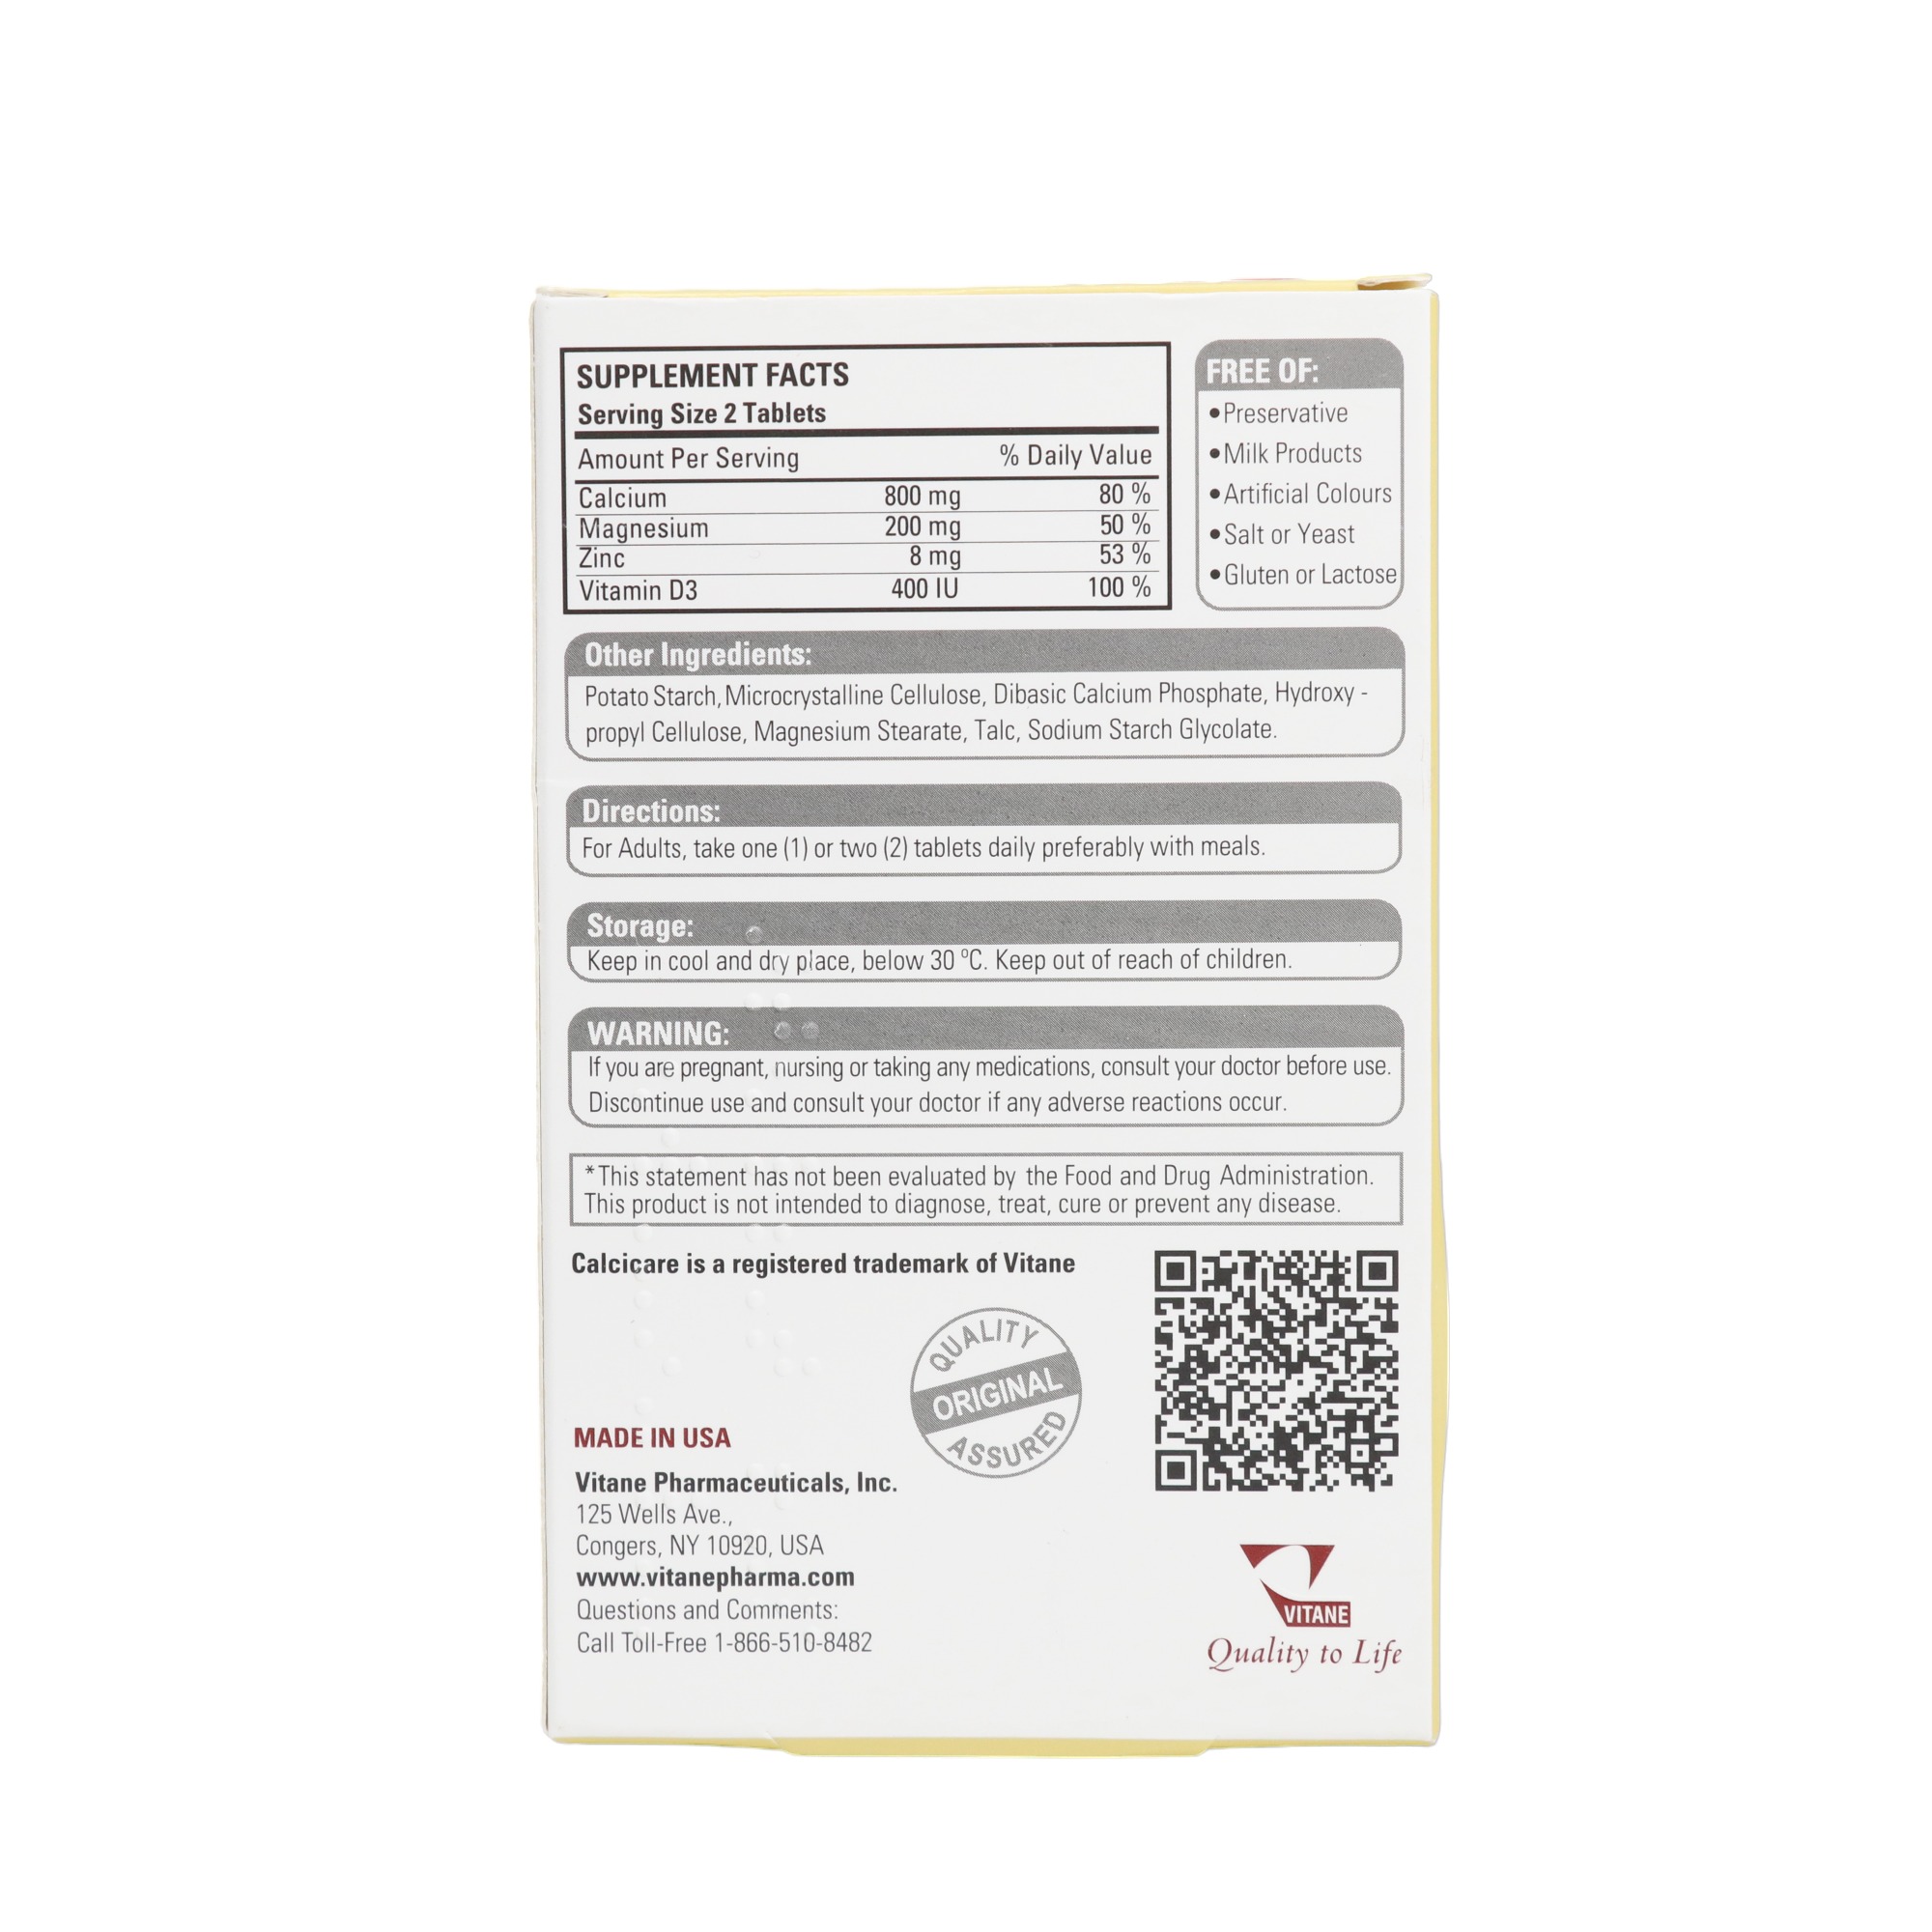 SUPPLEMENT FACTS
Serving Size 2 Tablets
Amount Per Serving % Daily Value
Calcium 800 mg 80 %
Magnesium 200 mg 50 %
Zinc 8 mg 53 %
Vitamin D3 400 IU 100 %
FREE OF:
•Preservative
•Milk Products
•Artificial Colours
•Salt or Yeast
•Gluten or Lactose
Other Ingredients:
Potato Starch, Microcrystalline Cellulose, Dibasic Calcium Phosphate, Hydroxy -
propyl Cellulose, Magnesium Stearate, Talc, Sodium Starch Glycolate.
Directions:
For Adults, take one (1) or two (2) tablets daily preferably with meals.
Storage:
Keep in cool and dry place, below 30 ºC. Keep out of reach of children.
WARNING:
If you are pregnant, nursing or taking any medications, consult your doctor before use.
Discontinue use and consult your doctor if any adverse reactions occur.
*This statement has not been evaluated by the Food and Drug Administration.
This product is not intended to diagnose, treat, cure or prevent any disease.
Calcicare is a registered trademark of Vitane
QUALITY
ORIGINAL
ASSURED
MADE IN USA
Vitane Pharmaceuticals, Inc.
125 Wells Ave.,
Congers, NY 10920, USA
www.vitanepharma.com
Questions and Comments:
Call Toll-Free 1-866-510-8482
VITANE
Quality to Life